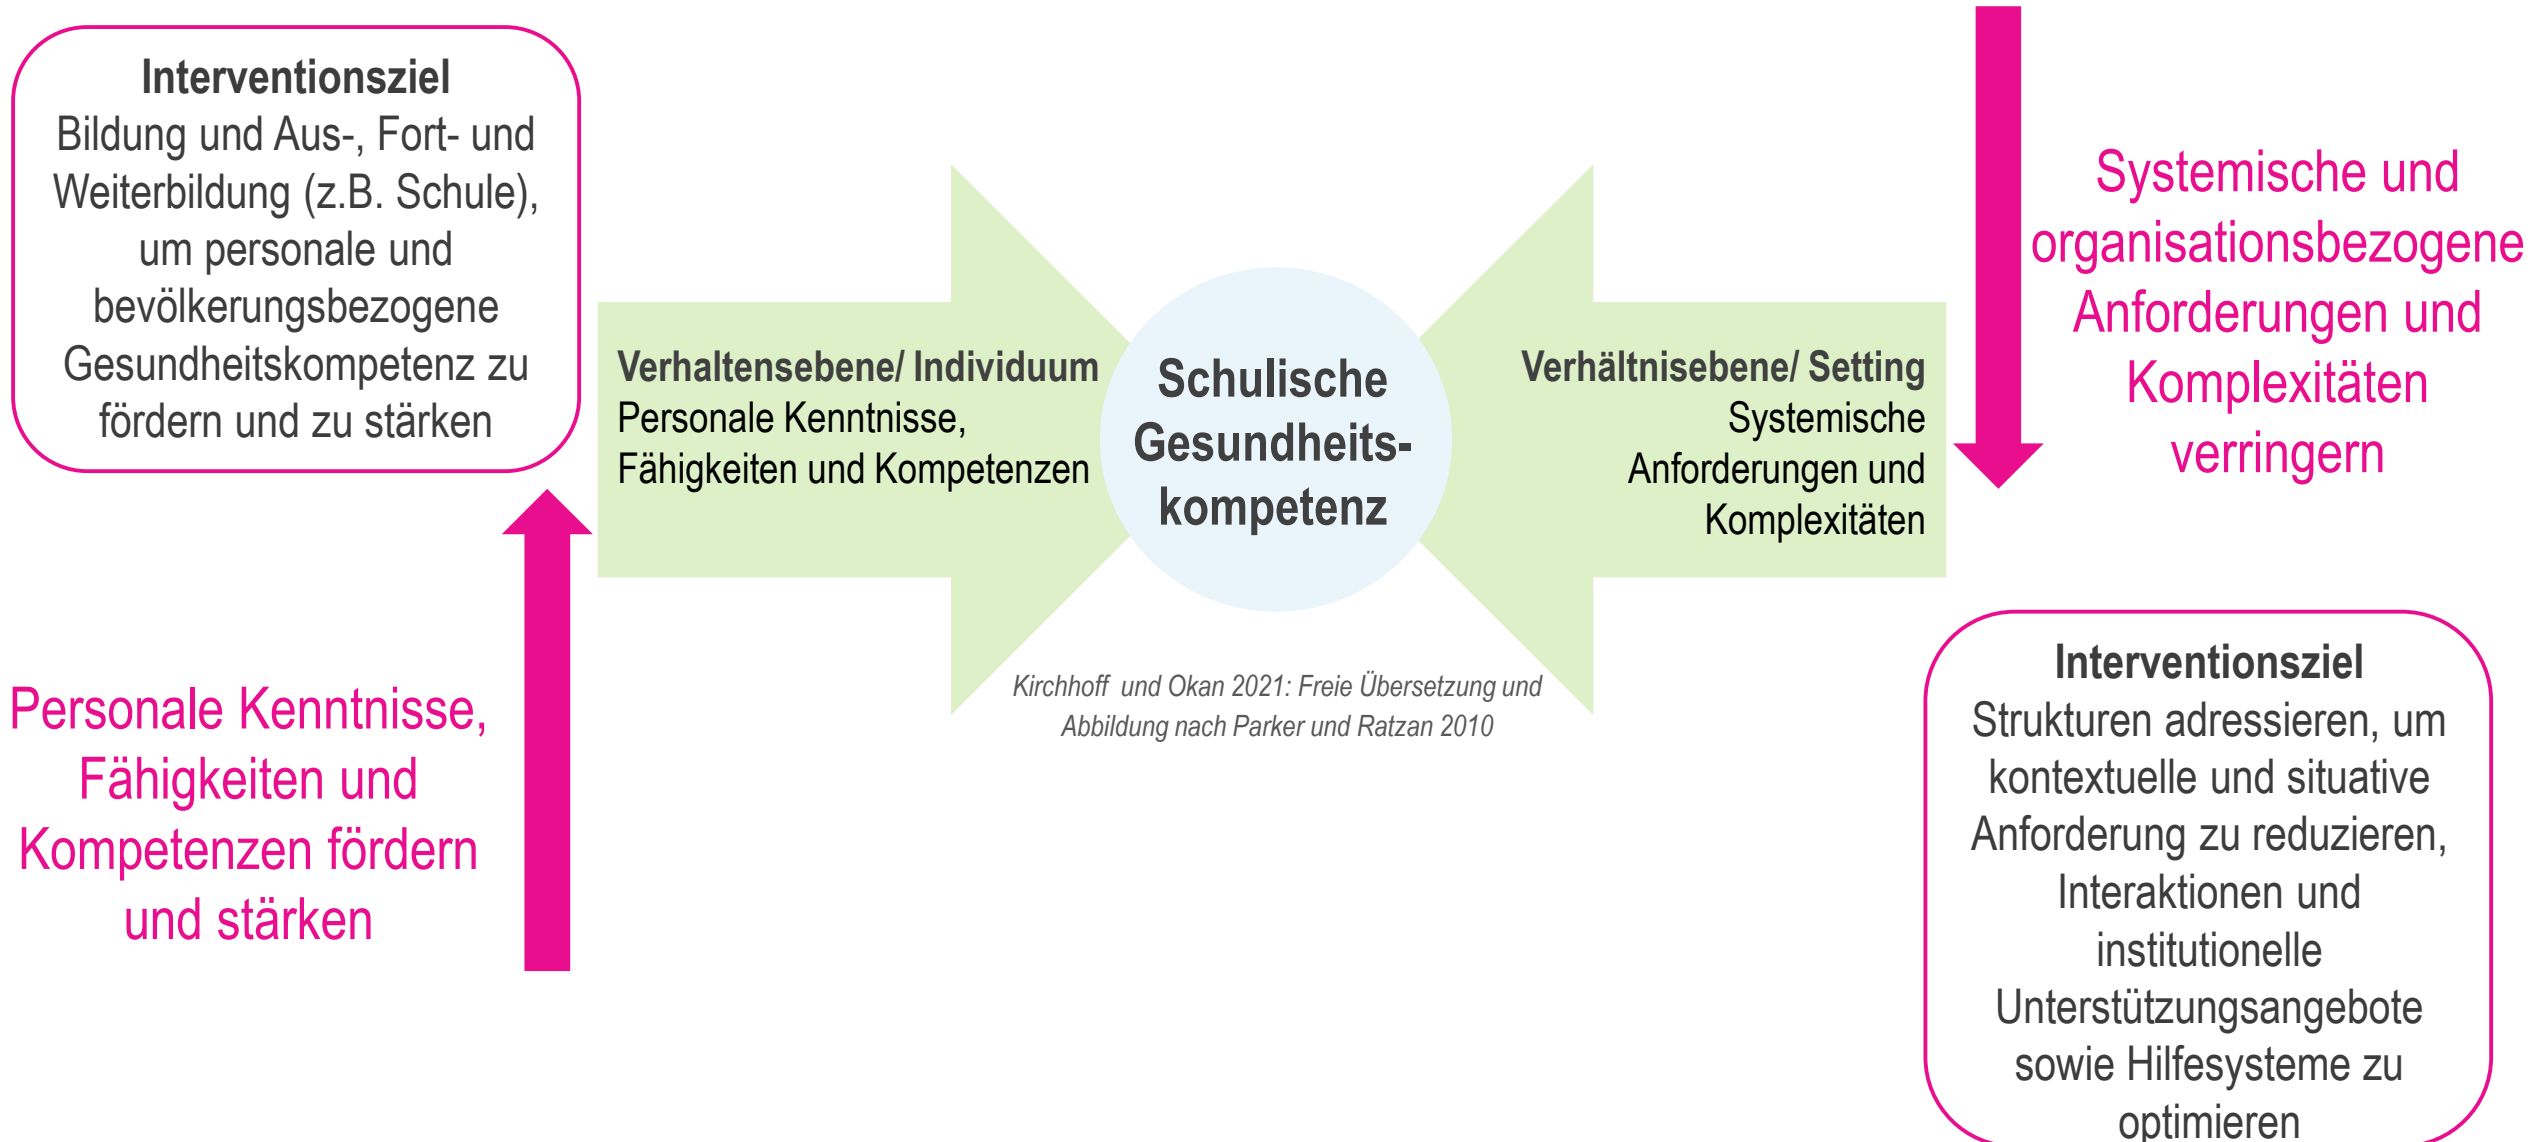 Interventionsziel
Bildung und Aus-, Fort- und
Weiterbildung (z.B. Schule),
um personale und
bevölkerungsbezogene
Gesundheitskompetenz zu
fördern und zu stärken
Personale Kenntnisse,
Fähigkeiten und
Kompetenzen fördern
und stärken
Verhaltensebene/ Individuum
Personale Kenntnisse,
Fähigkeiten und Kompetenzen
Schulische
Gesundheits-
kompetenz
Verhältnisebene/ Setting
Systemische
Anforderungen und
Komplexitäten
Kirchhoff und Okan 2021: Freie Übersetzung und
Abbildung nach Parker und Ratzan 2010
Systemische und
organisationsbezogene
Anforderungen und
Komplexitäten
verringern
Interventionsziel
Strukturen adressieren, um
kontextuelle und situative
Anforderung zu reduzieren,
Interaktionen und
institutionelle
Unterstützungsangebote
sowie Hilfesysteme zu
optimieren